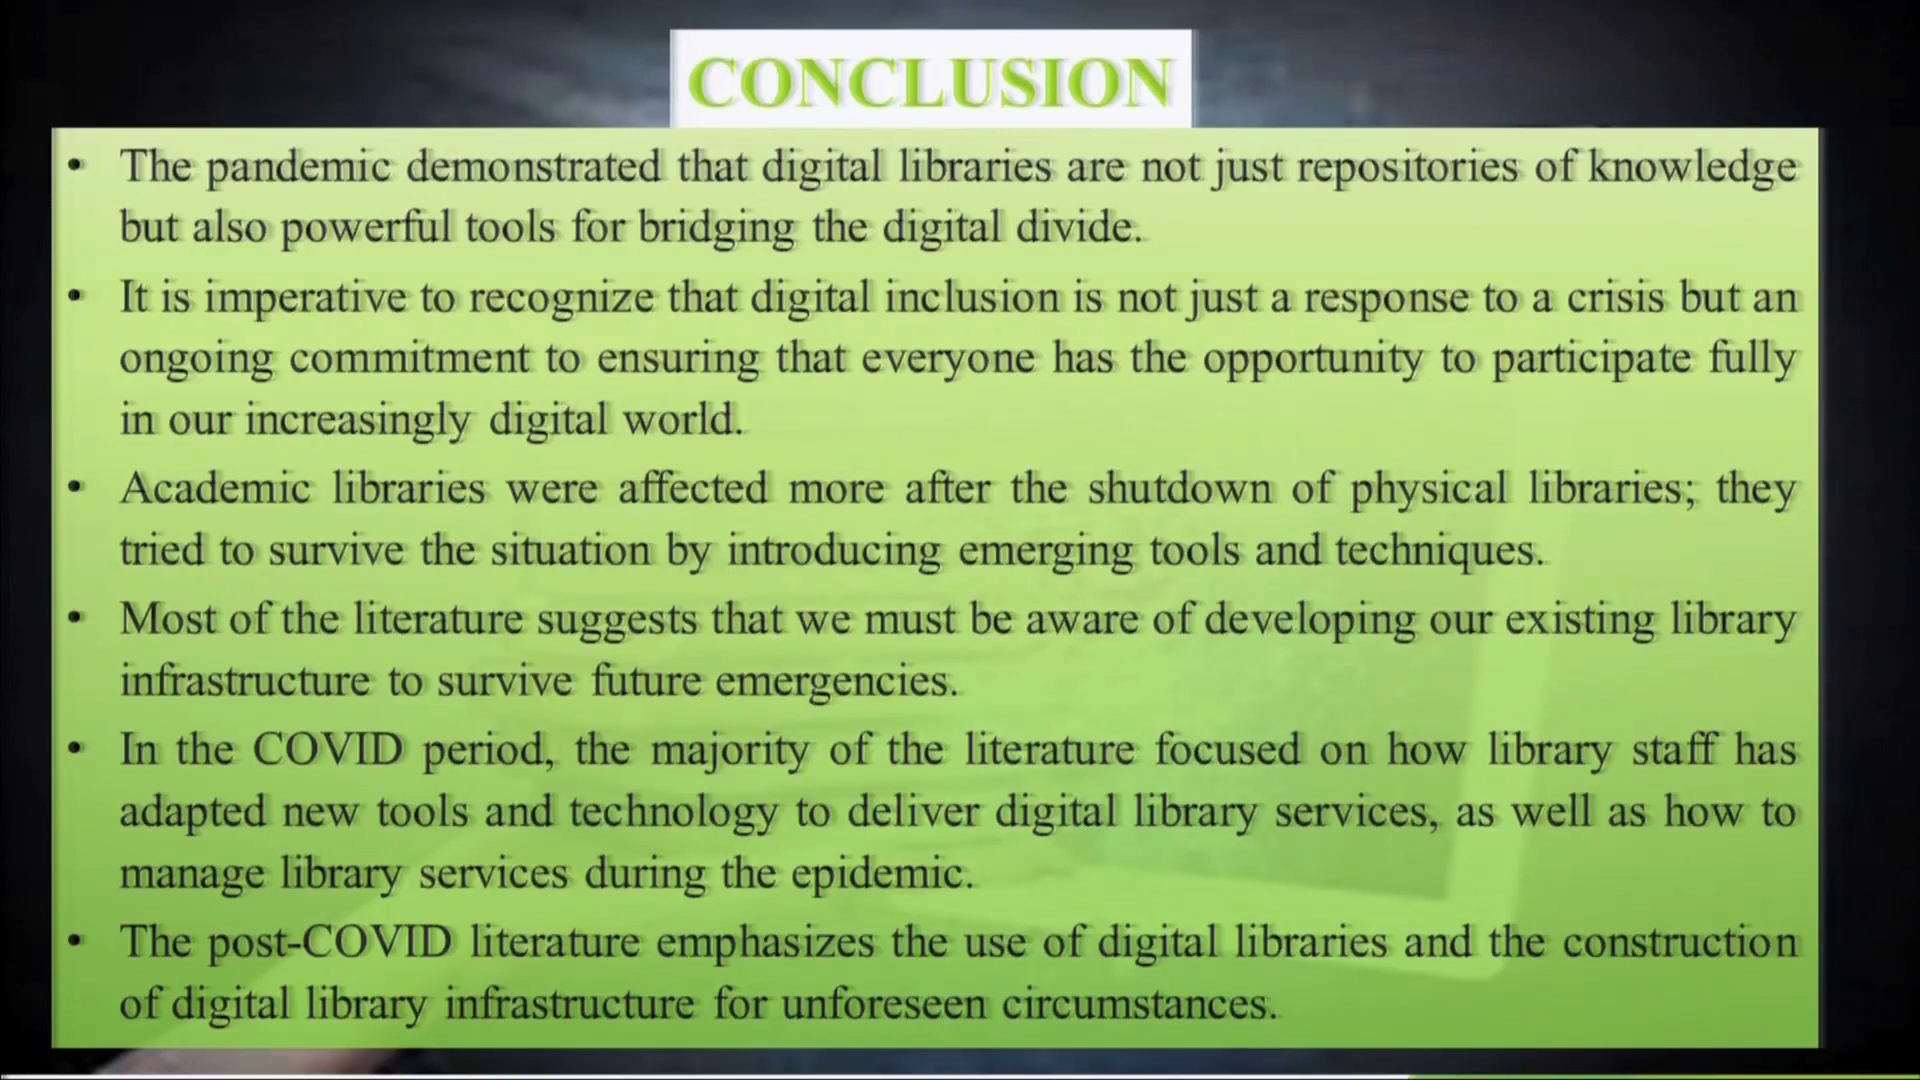 CONCLUSION
• The pandemic demonstrated that digital libraries are not just repositories of knowledge
but also powerful tools for bridging the digital divide.
• It is imperative to recognize that digital inclusion is not just a response to a crisis but an
ongoing commitment to ensuring that everyone has the opportunity to participate fully
in our increasingly digital world.
• Academic libraries were affected more after the shutdown of physical libraries; they
tried to survive the situation by introducing emerging tools and techniques.
• Most of the literature suggests that we must be aware of developing our existing library
infrastructure to survive future emergencies.
• In the COVID period, the majority of the literature focused on how library staff has
adapted new tools and technology to deliver digital library services, as well as how to
manage library services during the epidemic.
• The post-COVID literature emphasizes the use of digital libraries and the construction
of digital library infrastructure for unforeseen circumstances.